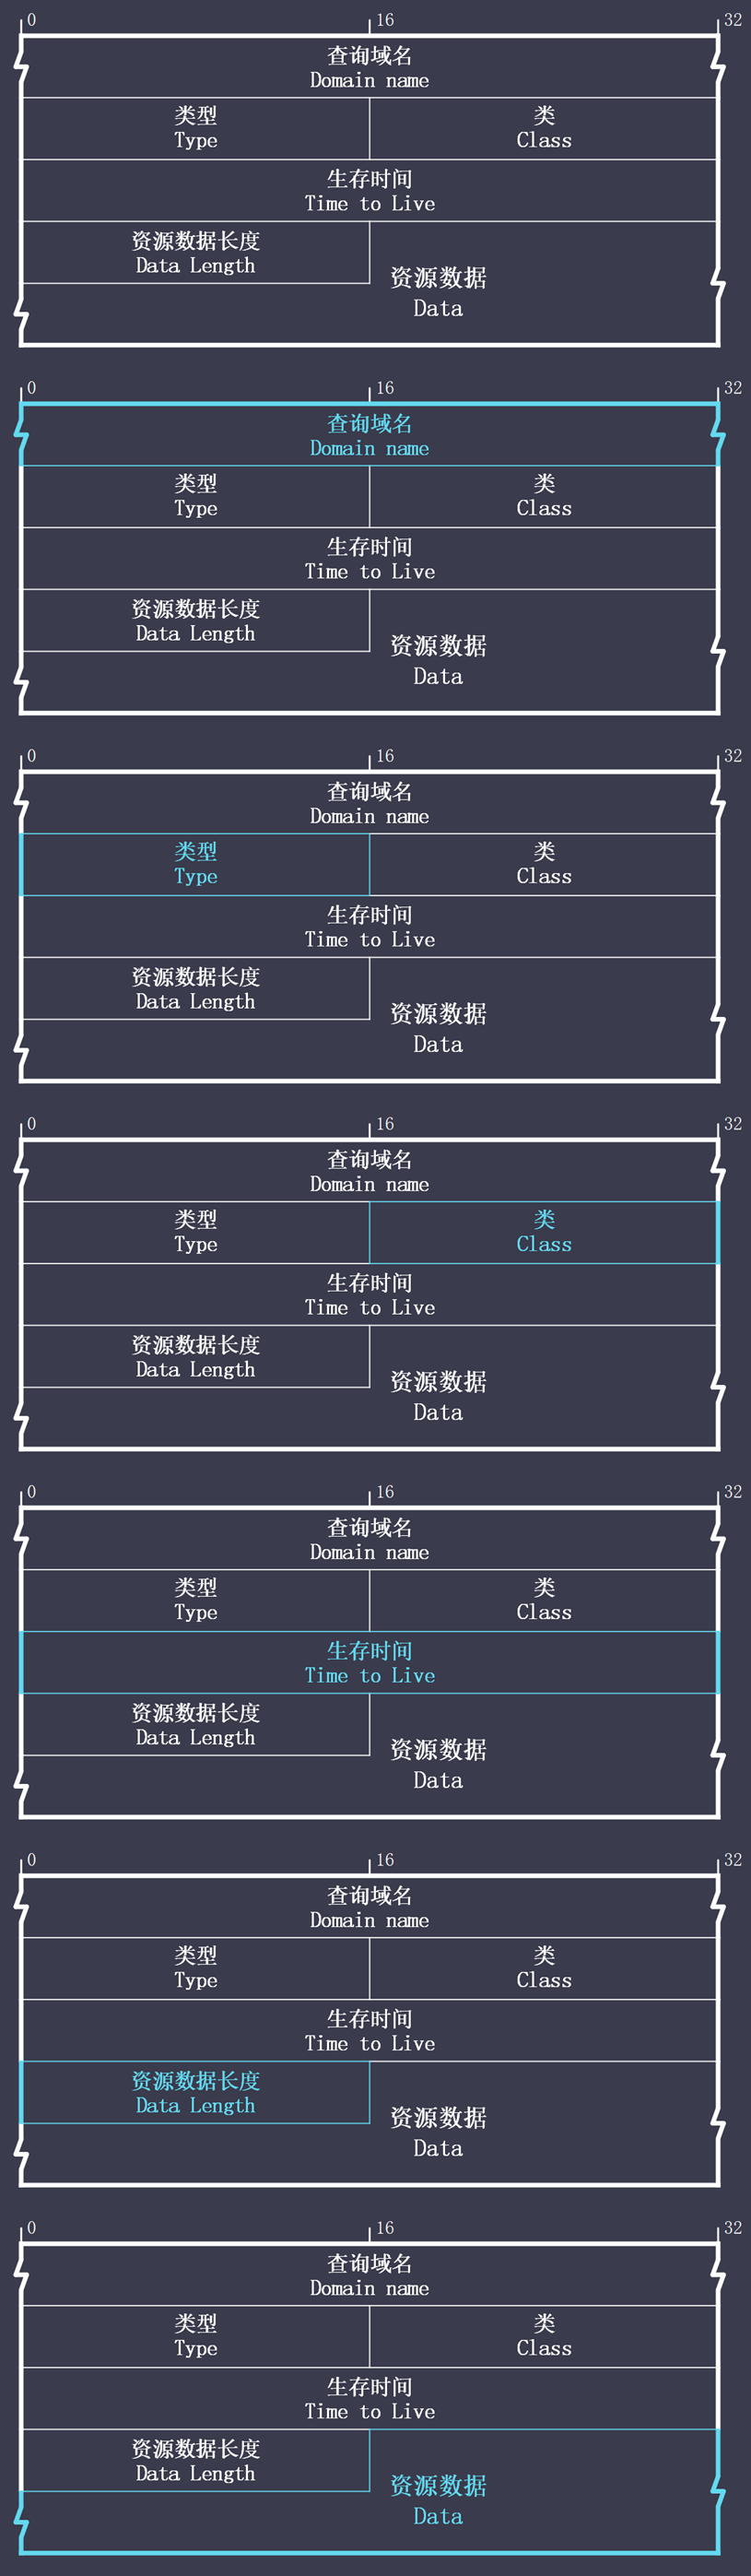 0 16 32
查询域名
Domain name
类型 类
Type Class
生存时间
Time to Live
资源数据长度
Data Length
资源数据
Data
0 16 32
查询域名
Domain name
类型 类
Type Class
生存时间
Time to Live
资源数据长度
Data Length
资源数据
Data
0 16 32
查询域名
Domain name
类型 类
Type Class
生存时间
Time to Live
资源数据长度
Data Length
资源数据
Data
0 16 32
查询域名
Domain name
类型 类
Type Class
生存时间
Time to Live
资源数据长度
Data Length
资源数据
Data
0 16 32
查询域名
Domain name
类型 类
Type Class
生存时间
Time to Live
资源数据长度
Data Length
资源数据
Data
0 16 32
查询域名
Domain name
类型 类
Type Class
生存时间
Time to Live
资源数据长度
Data Length
资源数据
Data
0 16 32
查询域名
Domain name
类型 类
Type Class
生存时间
Time to Live
资源数据长度
Data Length
资源数据
Data